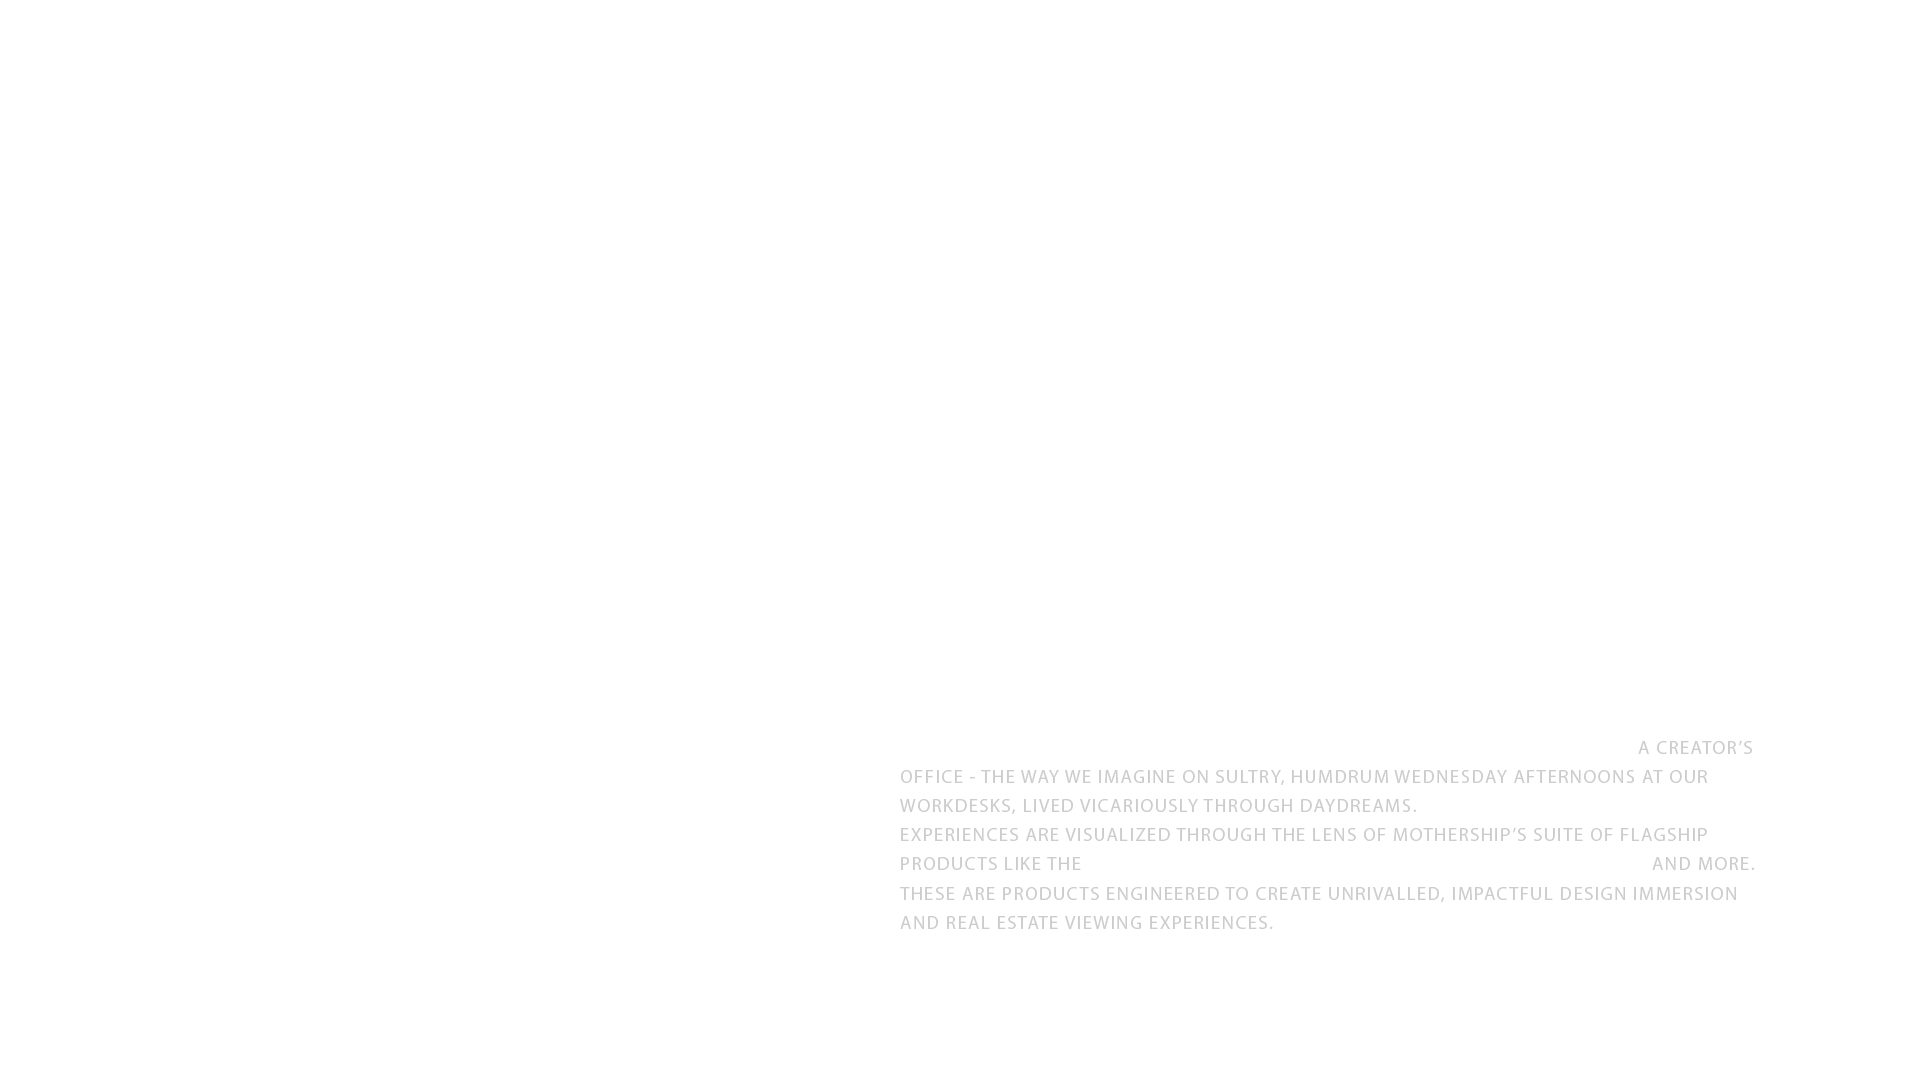 A CREATOR’S
OFFICE - THE WAY WE IMAGINE ON SULTRY, HUMDRUM WEDNESDAY AFTERNOONS AT OUR
WORKDESKS, LIVED VICARIOUSLY THROUGH DAYDREAMS.
EXPERIENCES ARE VISUALIZED THROUGH THE LENS OF MOTHERSHIP’S SUITE OF FLAGSHIP
PRODUCTS LIKE THE AND MORE.
THESE ARE PRODUCTS ENGINEERED TO CREATE UNRIVALLED, IMPACTFUL DESIGN IMMERSION
AND REAL ESTATE VIEWING EXPERIENCES.